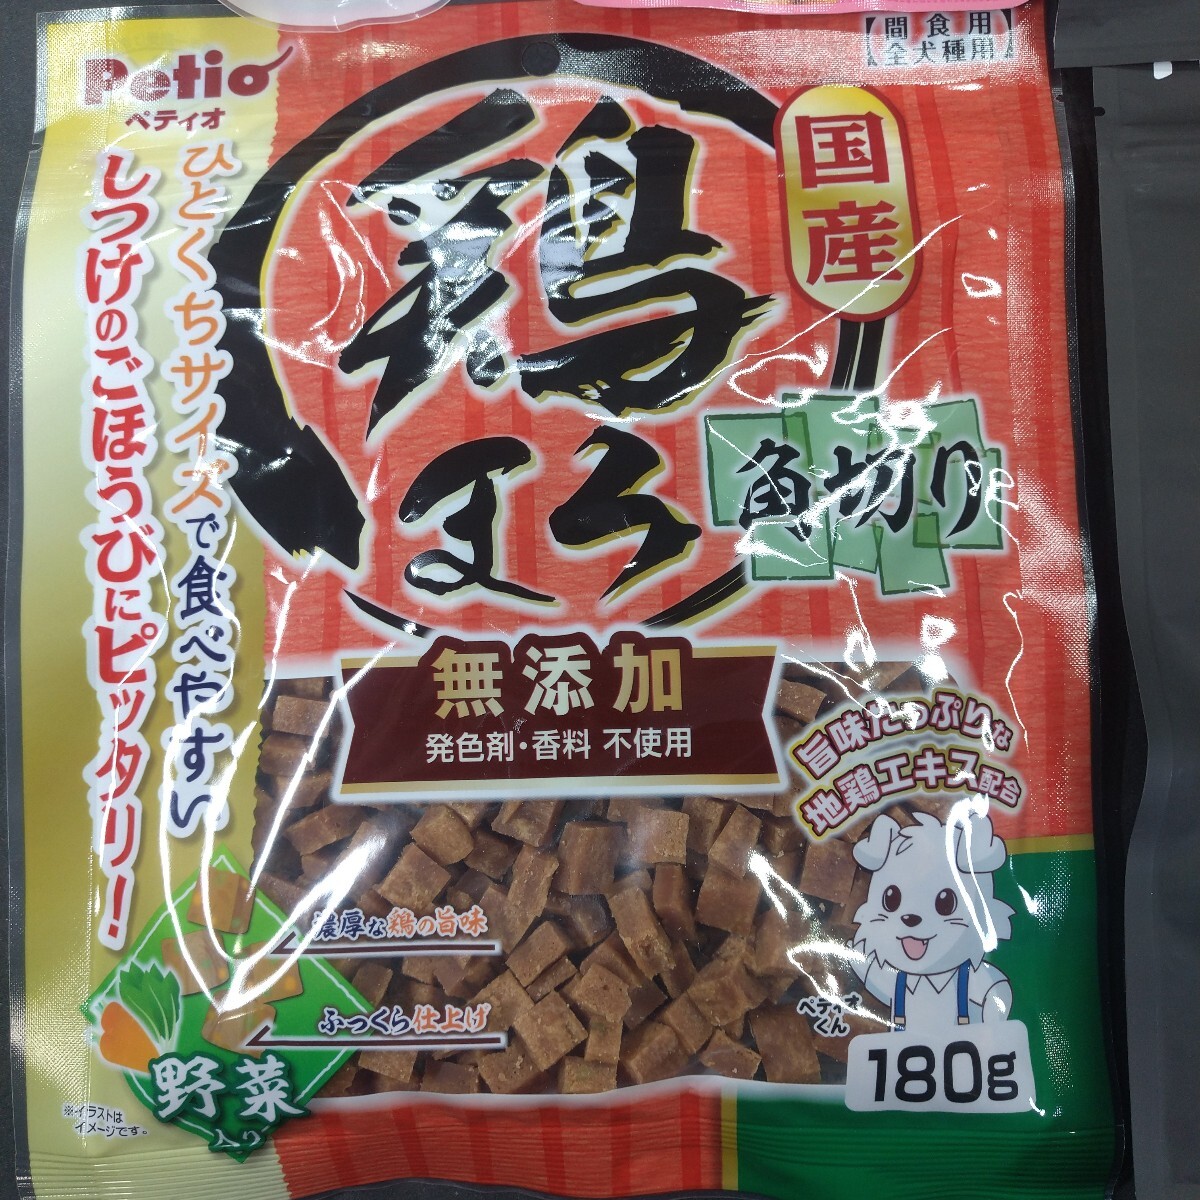 Petio
ペティオ
【間食用
全犬種用】
国産
鶏
ほろ
角切り
ひとくちサイズで食べやすい
しつけのごほうびにピッタリ!
無添加
発色剤・香料 不使用
旨味たっぷりな
地鶏エキス配合
濃厚な鶏の旨味
ふっくら仕上げ
ペティオ
くん
180g
野菜
入り
※イラストは
イメージです。